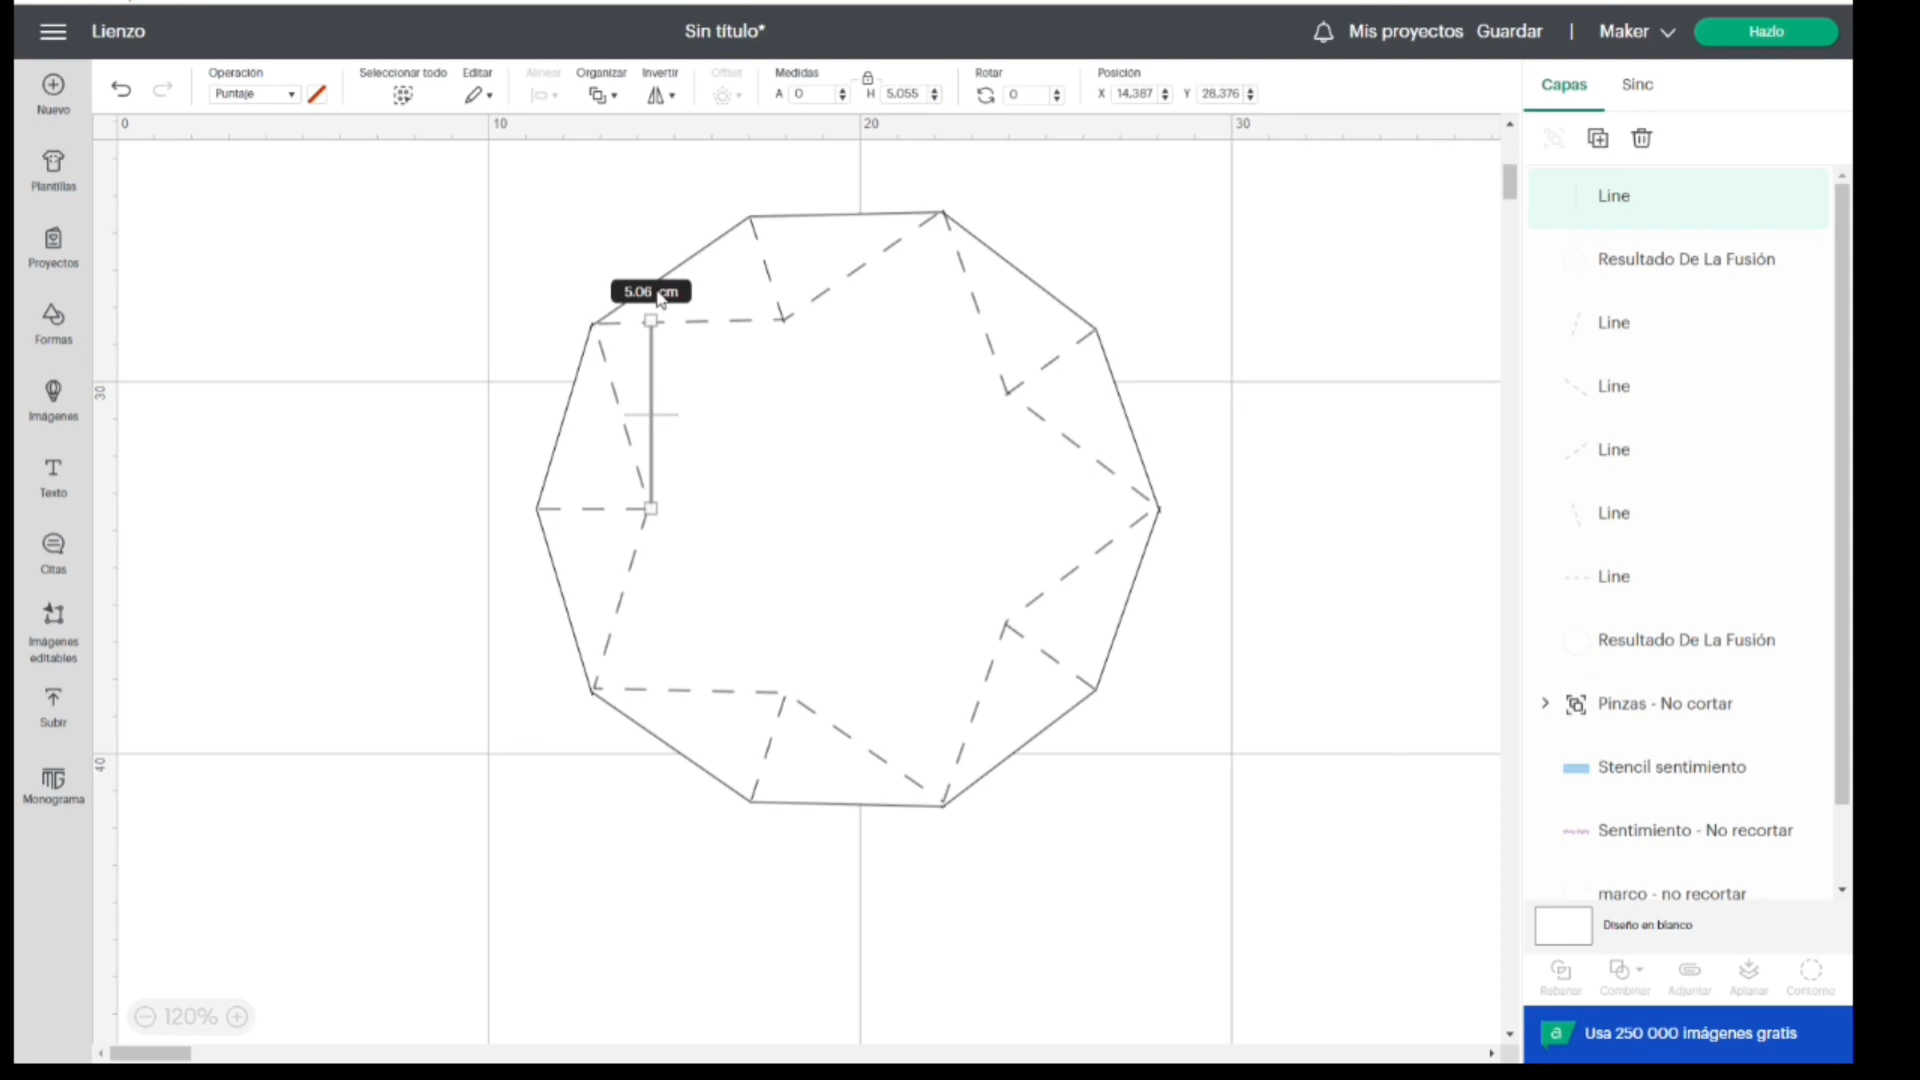 Lienzo
Sin título*
Mis proyectos
Guardar
|
Maker
Hazlo
Nuevo
Plantillas
Proyectos
Formas
Imágenes
Texto
Citas
Imágenes
editables
Subir
Monograma
Operación
Puntaje
Seleccionar todo
Editar
Alinear
Organizar
Invertir
Offset
Medidas
A 0
H 5,055
Rotar
0
Posición
X 14,387
Y 28,376
0
10
20
30
30
40
5.06 cm
120%
Capas
Sinc
Line
Resultado De La Fusión
Line
Line
Line
Line
Line
Resultado De La Fusión
Pinzas - No cortar
Stencil sentimiento
Sentimiento - No recortar
marco - no recortar
Diseño en blanco
Rebanar
Combinar
Adjuntar
Aplanar
Contorno
a
Usa 250 000 imágenes gratis